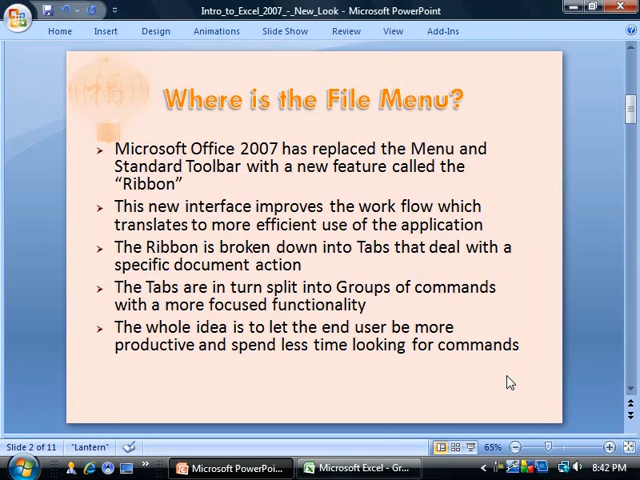 Intro_to_Excel_2007_-_New_Look - Microsoft PowerPoint
Home Insert Design Animations Slide Show Review View Add-Ins
Where is the File Menu?
Microsoft Office 2007 has replaced the Menu and
Standard Toolbar with a new feature called the
“Ribbon”
This new interface improves the work flow which
translates to more efficient use of the application
The Ribbon is broken down into Tabs that deal with a
specific document action
The Tabs are in turn split into Groups of commands
with a more focused functionality
The whole idea is to let the end user be more
productive and spend less time looking for commands
Slide 2 of 11 "Lantern" 65%
Microsoft PowerPoi... Microsoft Excel - Gr... 8:42 PM